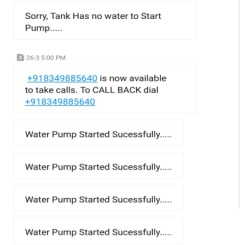 Sorry, Tank Has no water to Start
Pump.....
26-3 5:00 PM
+918349885640 is now available
to take calls. To CALL BACK dial
+918349885640
Water Pump Started Sucessfully.....
Water Pump Started Sucessfully.....
Water Pump Started Sucessfully.....
Water Pump Started Sucessfully.....